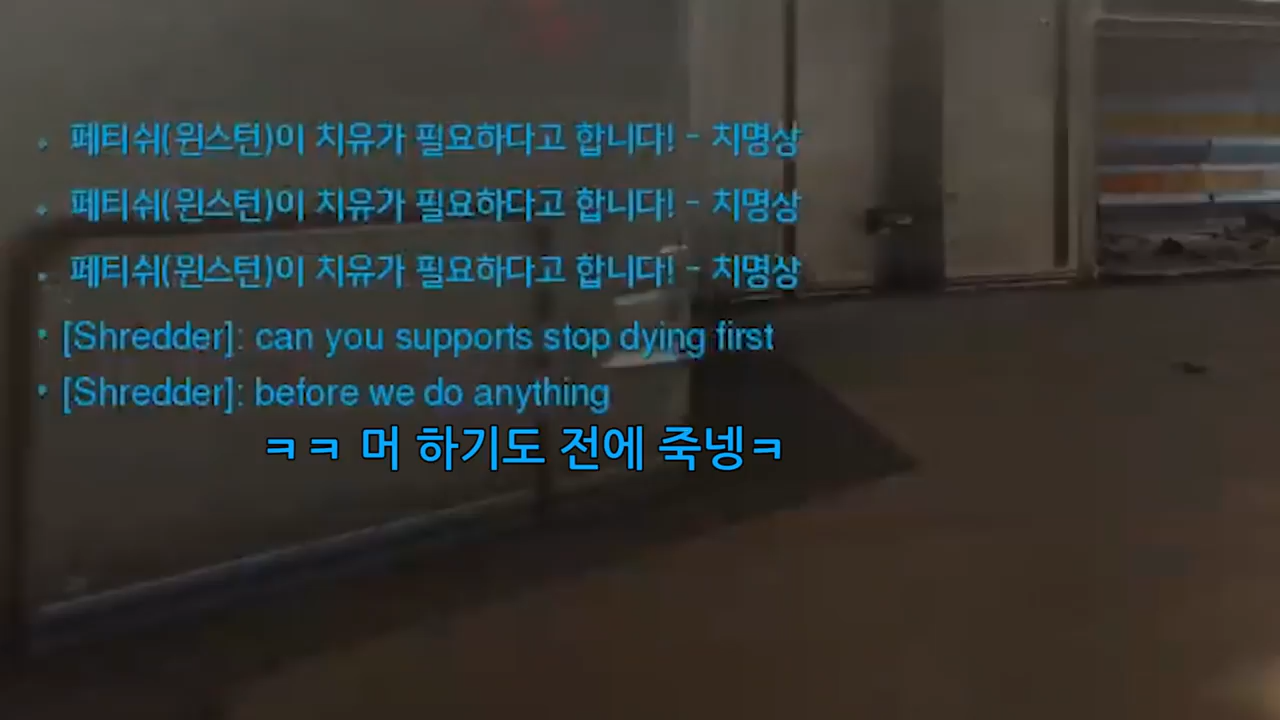 페티쉬(윈스턴)이 치유가 필요하다고 합니다! - 치명상
페티쉬(윈스턴)이 치유가 필요하다고 합니다! - 치명상
페티쉬(윈스턴)이 치유가 필요하다고 합니다! - 치명상
[Shredder]: can you supports stop dying first
[Shredder]: before we do anything
ㅋㅋ 머 하기도 전에 죽넹ㅋ